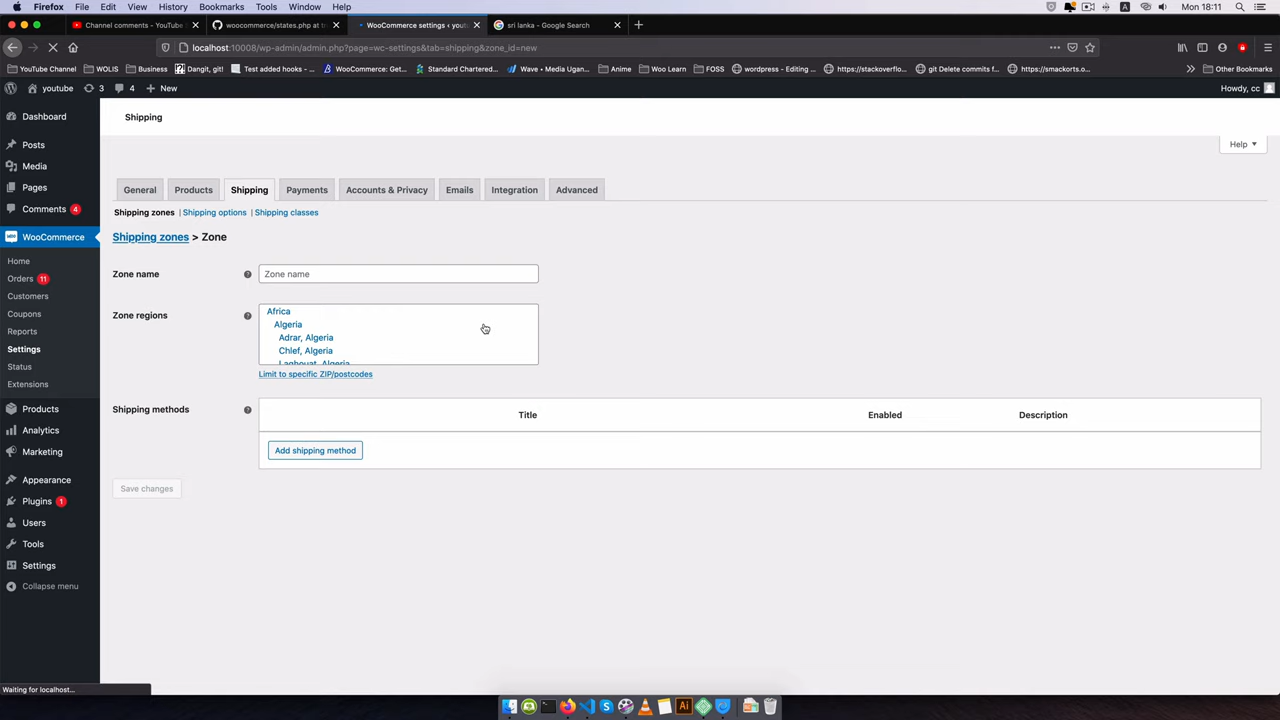 Firefox File Edit View History Bookmarks Tools Window Help Mon 18:11
Channel comments - YouTube woocommerce/states.php at tr WooCommerce settings ‹ yout sri lanka - Google Search
localhost:10008/wp-admin/admin.php?page=wc-settings&tab=shipping&zone_id=new
YouTube Channel WOLIS Business Dangit, git! Test added hooks - ... WooCommerce: Get... Standard Chartered... Wave • Media Ugan... Anime Woo Learn FOSS wordpress - Editing ... https://stackoverflo... git Delete commits f... https://smackorts.o... Other Bookmarks
youtube 3 4 New Howdy, cc
Dashboard
Posts
Media
Pages
Comments 4
WooCommerce
Home
Orders 11
Customers
Coupons
Reports
Settings
Status
Extensions
Products
Analytics
Marketing
Appearance
Plugins 1
Users
Tools
Settings
Collapse menu
Shipping
Help
General Products Shipping Payments Accounts & Privacy Emails Integration Advanced
Shipping zones | Shipping options | Shipping classes
Shipping zones > Zone
Zone name Zone name
Zone regions
Africa
Algeria
Adrar, Algeria
Chlef, Algeria
Laghouat, Algeria
Limit to specific ZIP/postcodes
Shipping methods Title Enabled Description
Add shipping method
Save changes
Waiting for localhost...